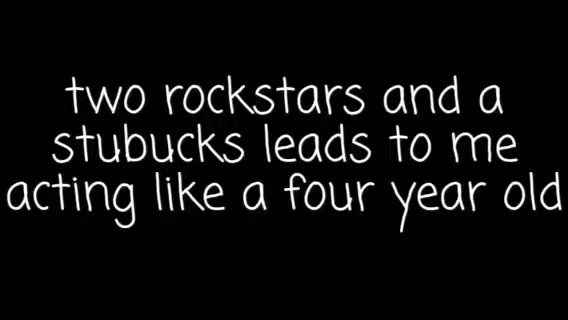 two rockstars and a
stubucks leads to me
acting like a four year old